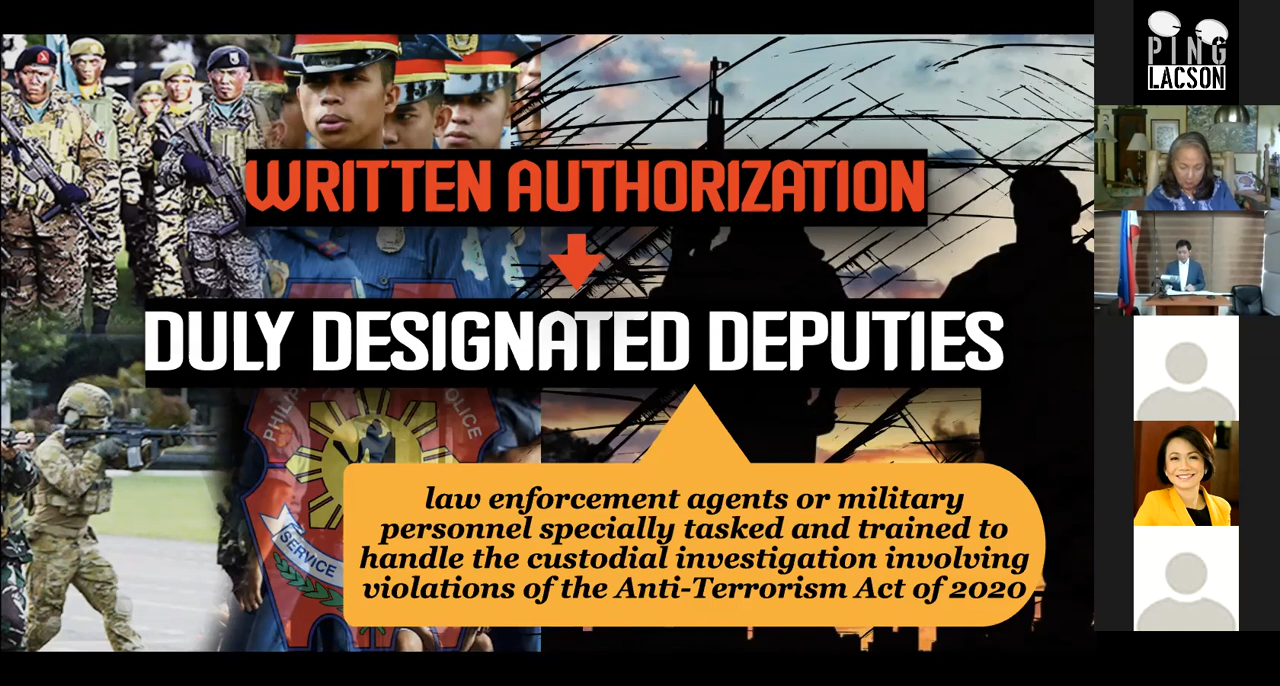 PING
LACSON
WRITTEN AUTHORIZATION
DULY DESIGNATED DEPUTIES
law enforcement agents or military
personnel specially tasked and trained to
handle the custodial investigation involving
violations of the Anti-Terrorism Act of 2020
SERVICE